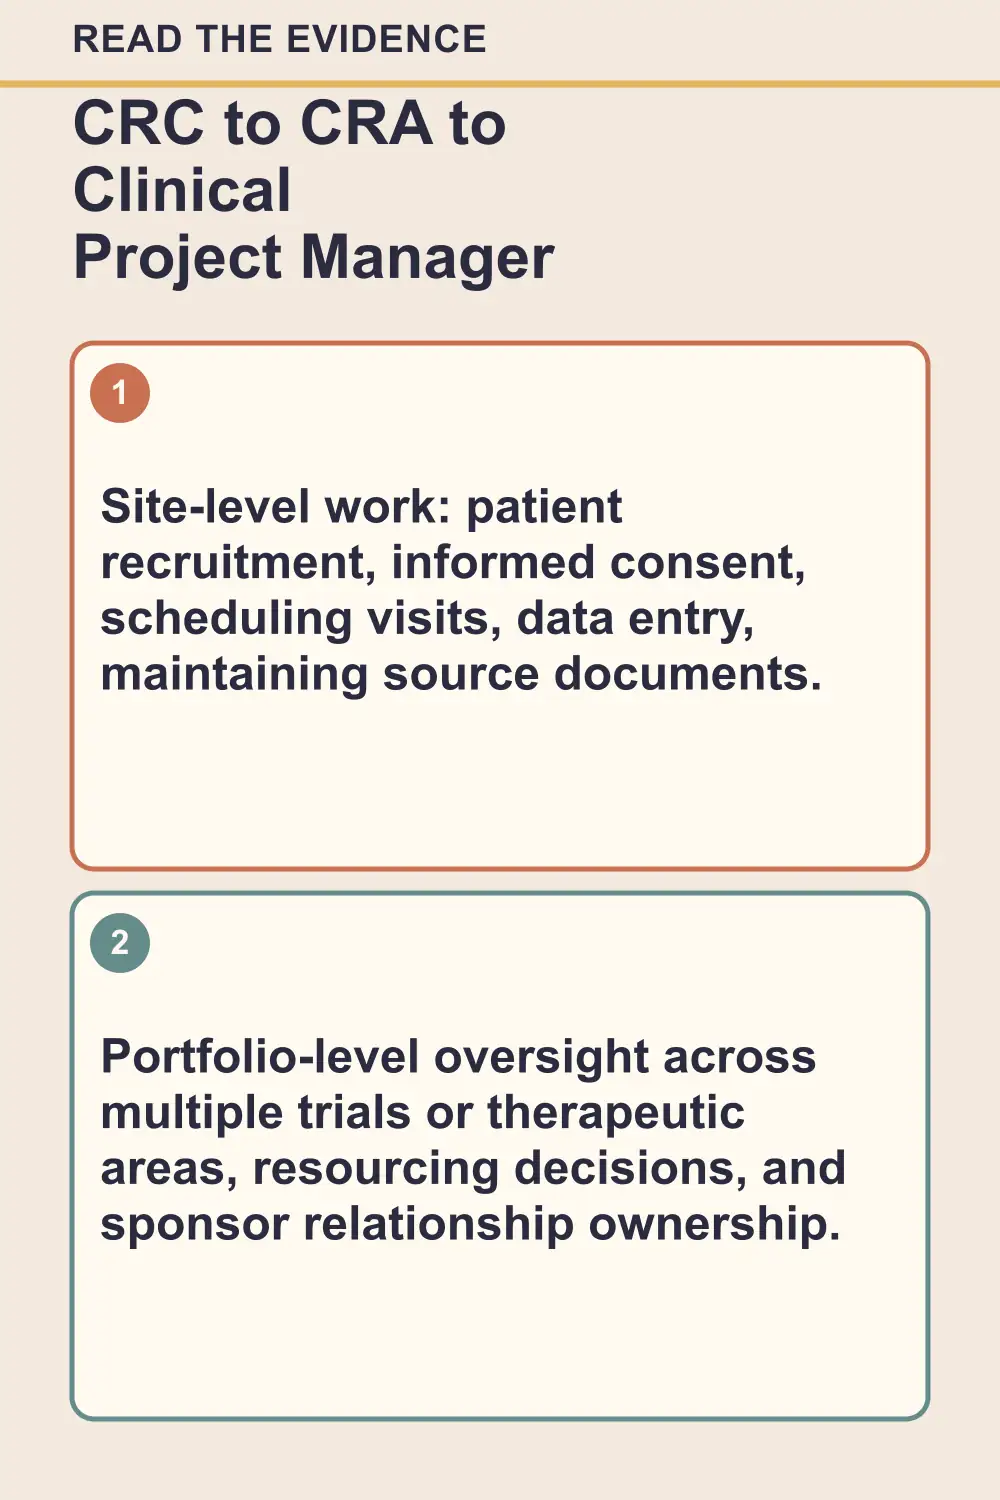 READ THE EVIDENCE
CRC to CRA to
Clinical
Project Manager
1
Site-level work: patient
recruitment, informed consent,
scheduling visits, data entry,
maintaining source documents.
2
Portfolio-level oversight across
multiple trials or therapeutic
areas, resourcing decisions, and
sponsor relationship ownership.